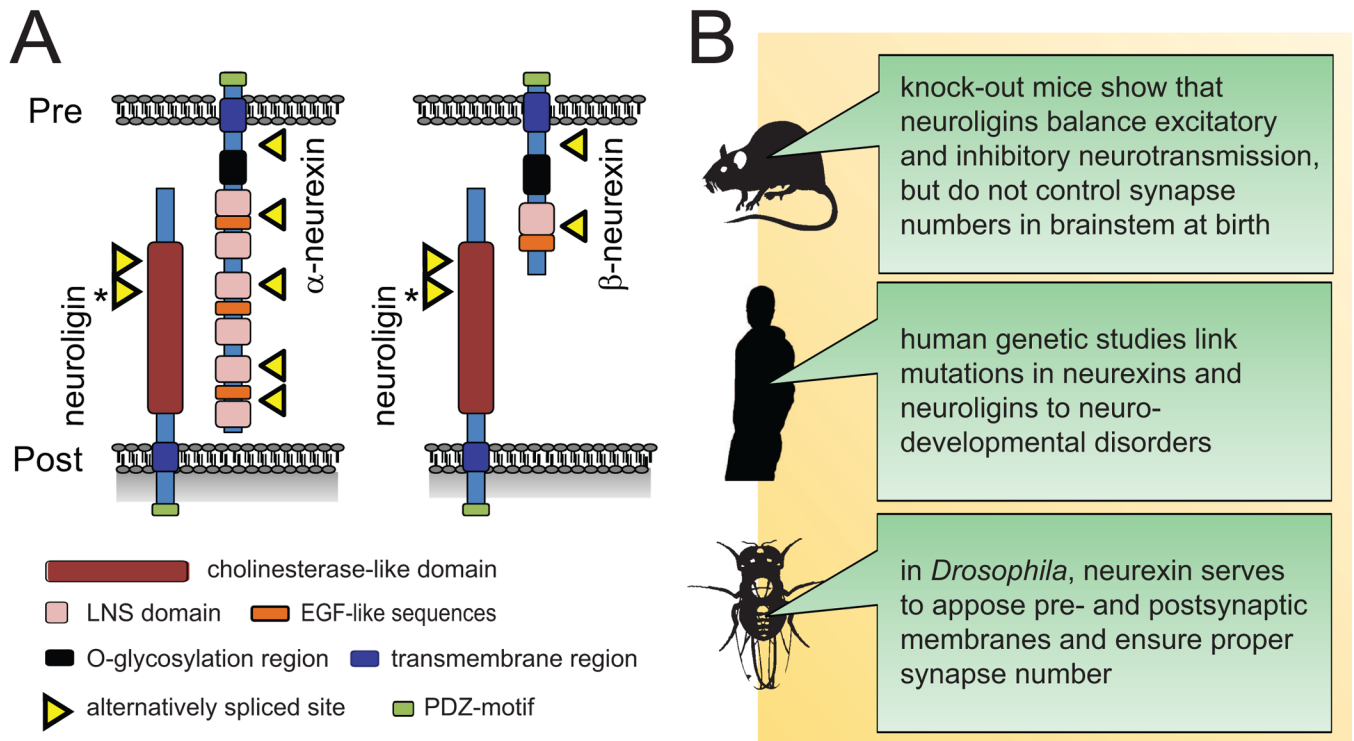 A
Pre
Post
neuroligin
*
α-neurexin
neuroligin
*
β-neurexin
cholinesterase-like domain
LNS domain
EGF-like sequences
O-glycosylation region
transmembrane region
alternatively spliced site
PDZ-motif
B
knock-out mice show that
neuroligins balance excitatory
and inhibitory neurotransmission,
but do not control synapse
numbers in brainstem at birth
human genetic studies link
mutations in neurexins and
neuroligins to neuro-
developmental disorders
in Drosophila, neurexin serves
to appose pre- and postsynaptic
membranes and ensure proper
synapse number